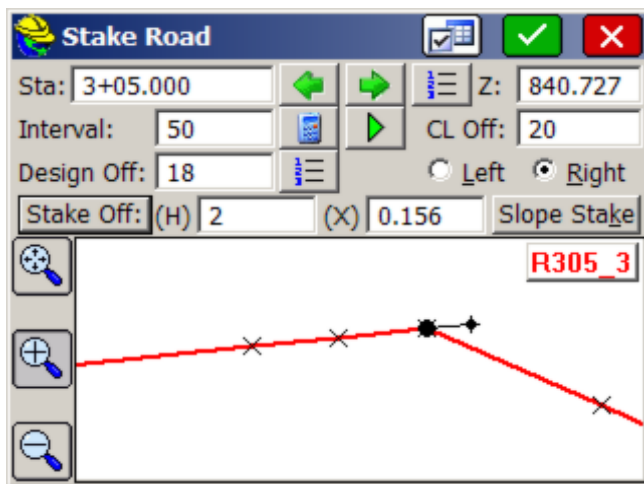 Stake Road
Sta: 3+05.000 Z: 840.727
Interval: 50 CL Off: 20
Design Off: 18 Left Right
Stake Off: (H) 2 (X) 0.156 Slope Stake
R305_3